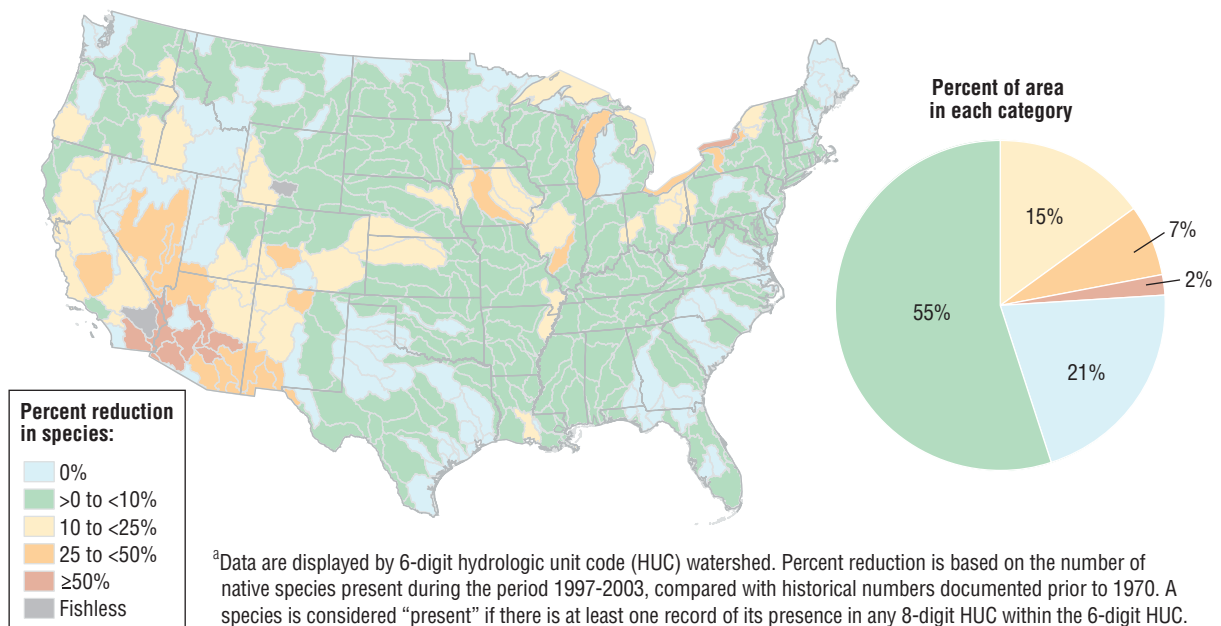 Percent of area
in each category
15%
7%
2%
55%
21%
Percent reduction
in species:
0%
>0 to <10%
10 to <25%
25 to <50%
≥50%
Fishless
aData are displayed by 6-digit hydrologic unit code (HUC) watershed. Percent reduction is based on the number of
native species present during the period 1997-2003, compared with historical numbers documented prior to 1970. A
species is considered “present” if there is at least one record of its presence in any 8-digit HUC within the 6-digit HUC.